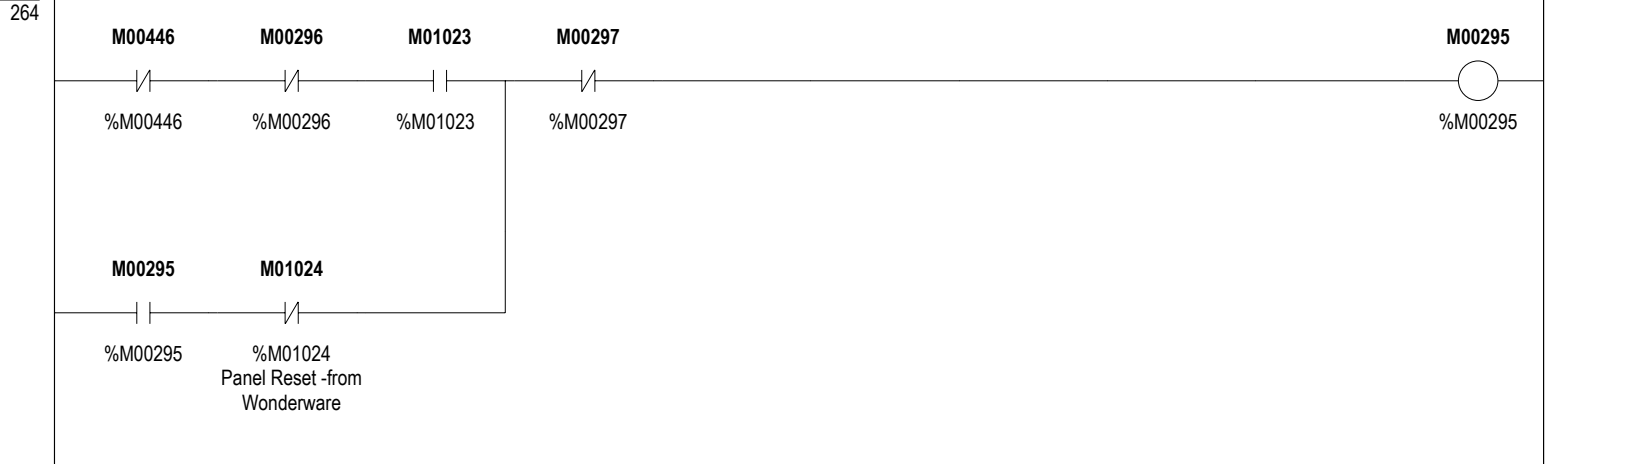 264
M00446 M00296 M01023 M00297 M00295
%M00446 %M00296 %M01023 %M00297 %M00295
M00295 M01024
%M00295 %M01024
Panel Reset -from
Wonderware